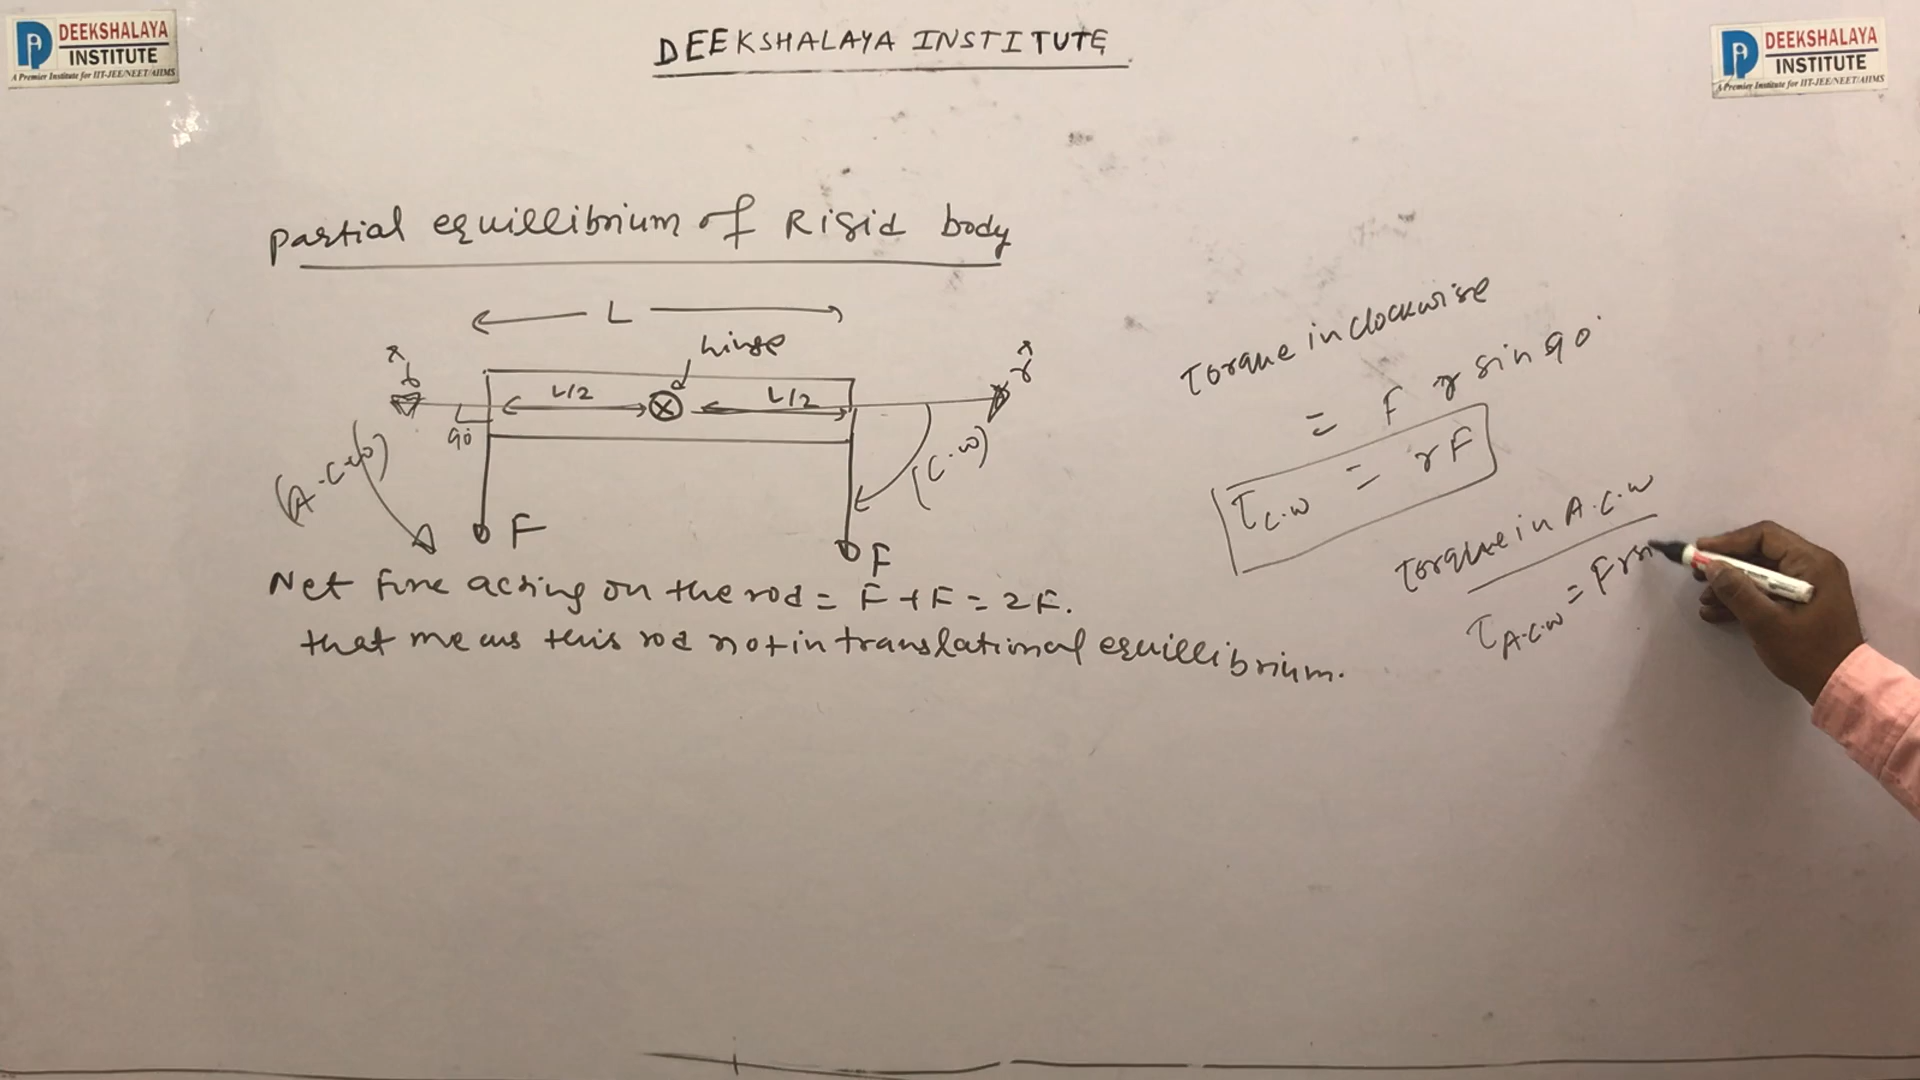 DEEKSHALAYA
INSTITUTE
A Premier Institute for IIT-JEE/NEET/AIIMS
DEEKSHALAYA INSTITUTE
DEEKSHALAYA
INSTITUTE
A Premier Institute for IIT-JEE/NEET/AIIMS
Partial equillibrium of Rigid body
L
hinge
L/2
L/2
90°
(A.C.W)
(C.W)
F
F
Net force acting on the rod = F + F = 2F.
that means this rod not in translational equillibrium.
Torque in clockwise
= F r sin 90°
τC.W = rF
Torque in A.C.W
τA.C.W = F r